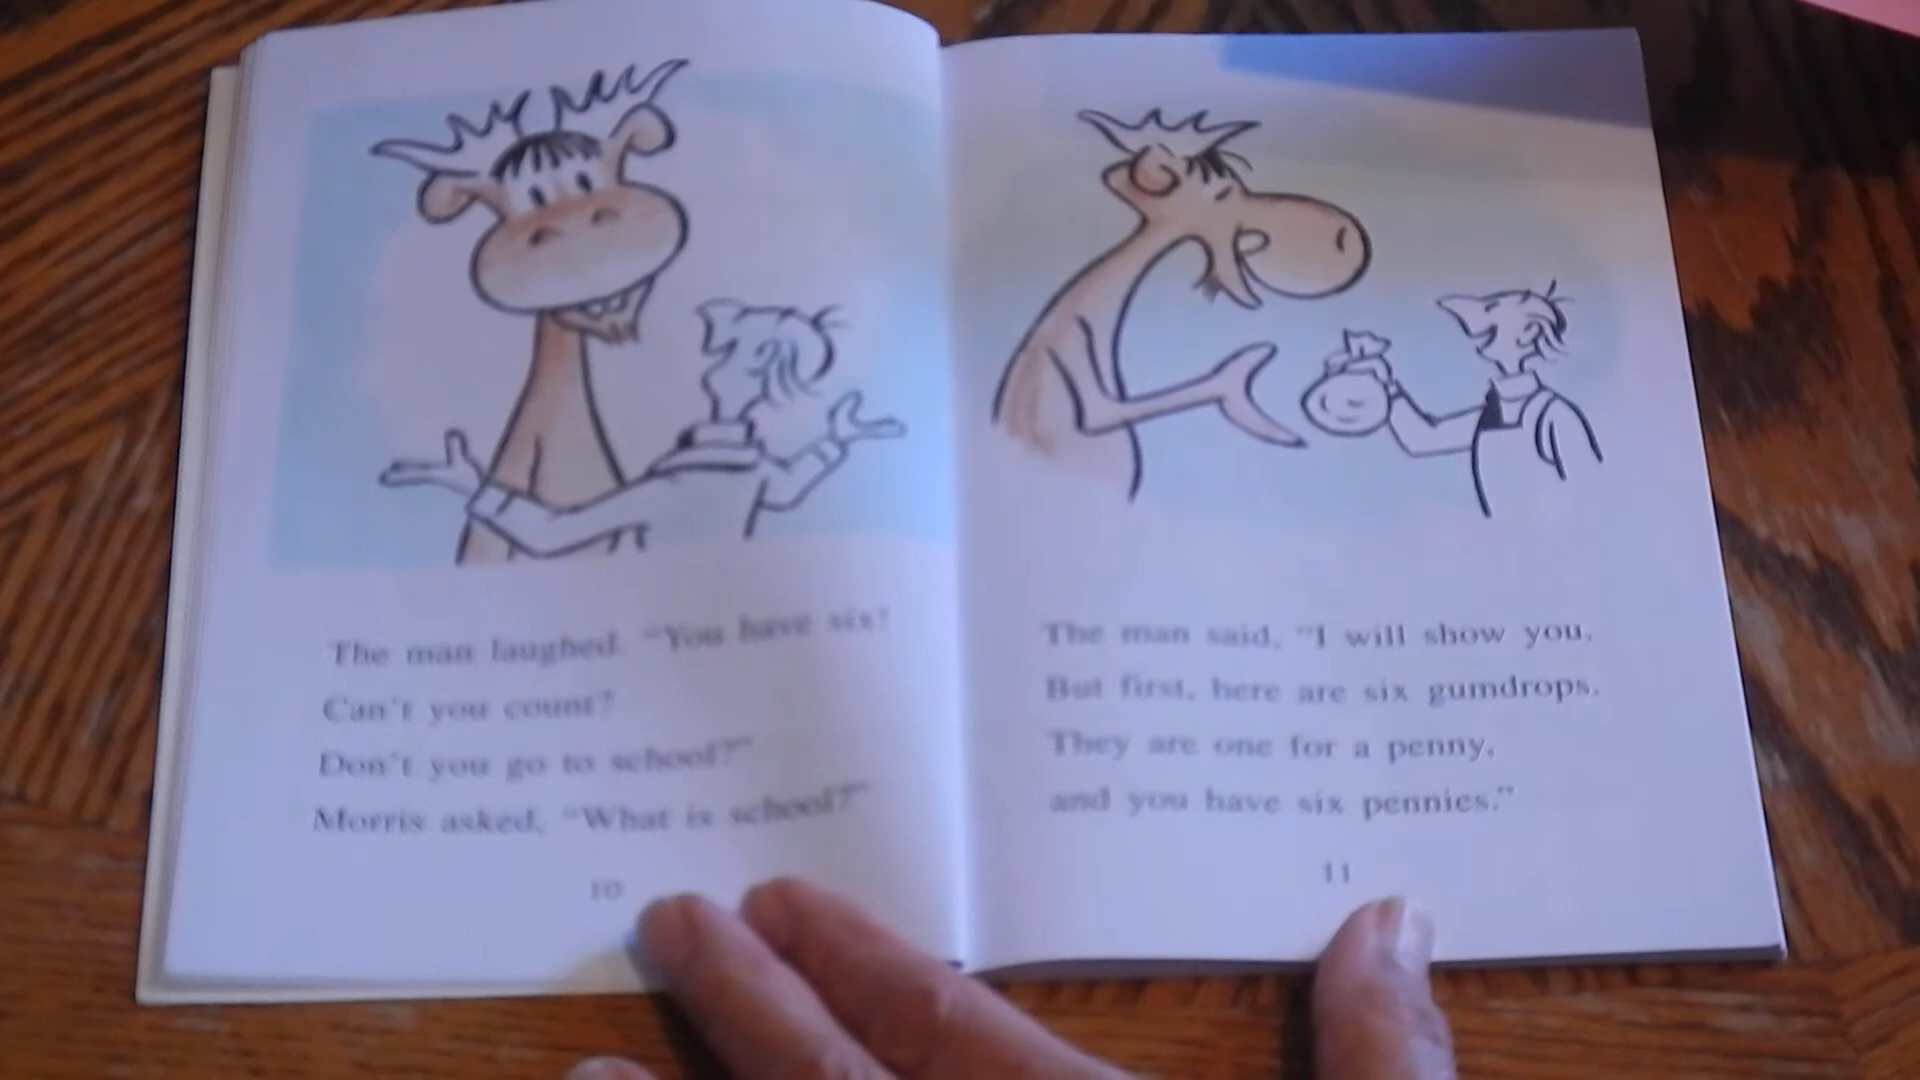 The man laughed. “You have six!
Can't you count?
Don't you go to school?”
Morris asked, “What is school?”
10
The man said, “I will show you.
But first, here are six gumdrops.
They are one for a penny,
and you have six pennies.”
11